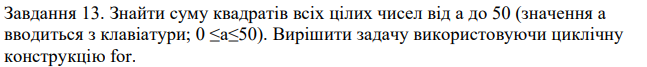 Завдання 13. Знайти суму квадратів всіх цілих чисел від a до 50 (значення a
вводиться з клавіатури; 0 ≤a≤50). Вирішити задачу використовуючи циклічну
конструкцію for.